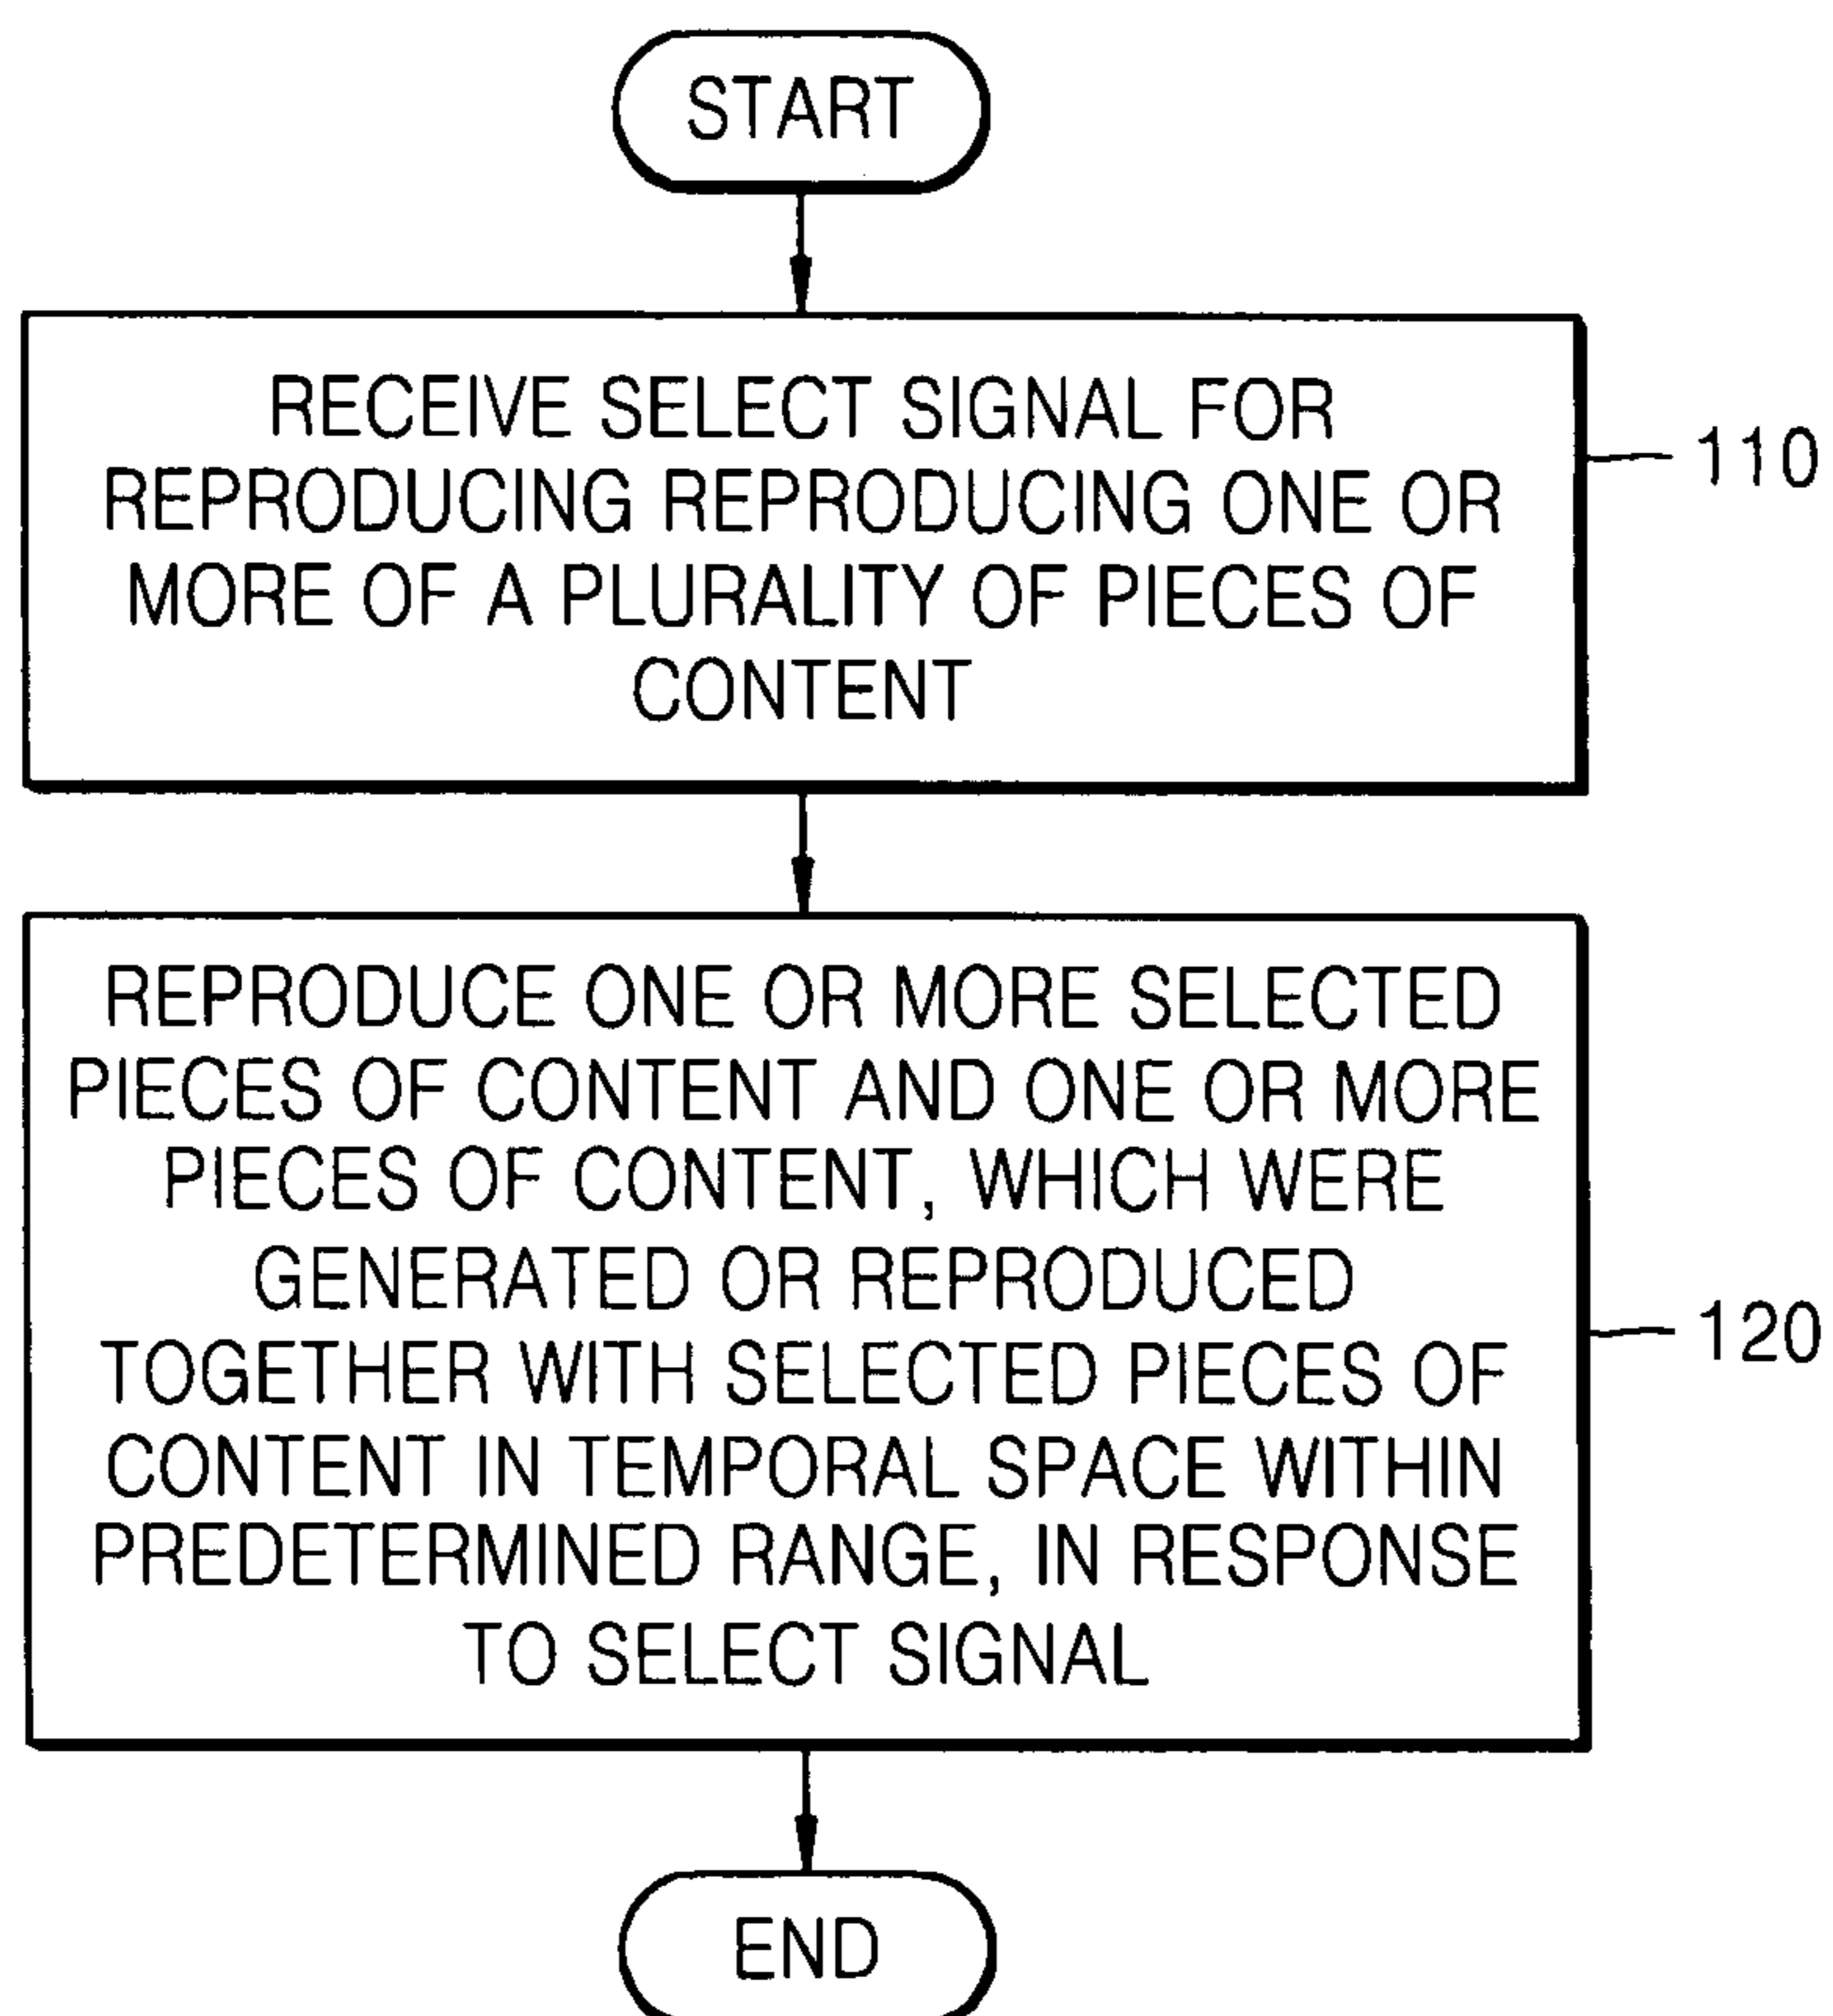 START
RECEIVE SELECT SIGNAL FOR
REPRODUCING REPRODUCING ONE OR
MORE OF A PLURALITY OF PIECES OF
CONTENT
110
REPRODUCE ONE OR MORE SELECTED
PIECES OF CONTENT AND ONE OR MORE
PIECES OF CONTENT, WHICH WERE
GENERATED OR REPRODUCED
TOGETHER WITH SELECTED PIECES OF
CONTENT IN TEMPORAL SPACE WITHIN
PREDETERMINED RANGE, IN RESPONSE
TO SELECT SIGNAL
120
END